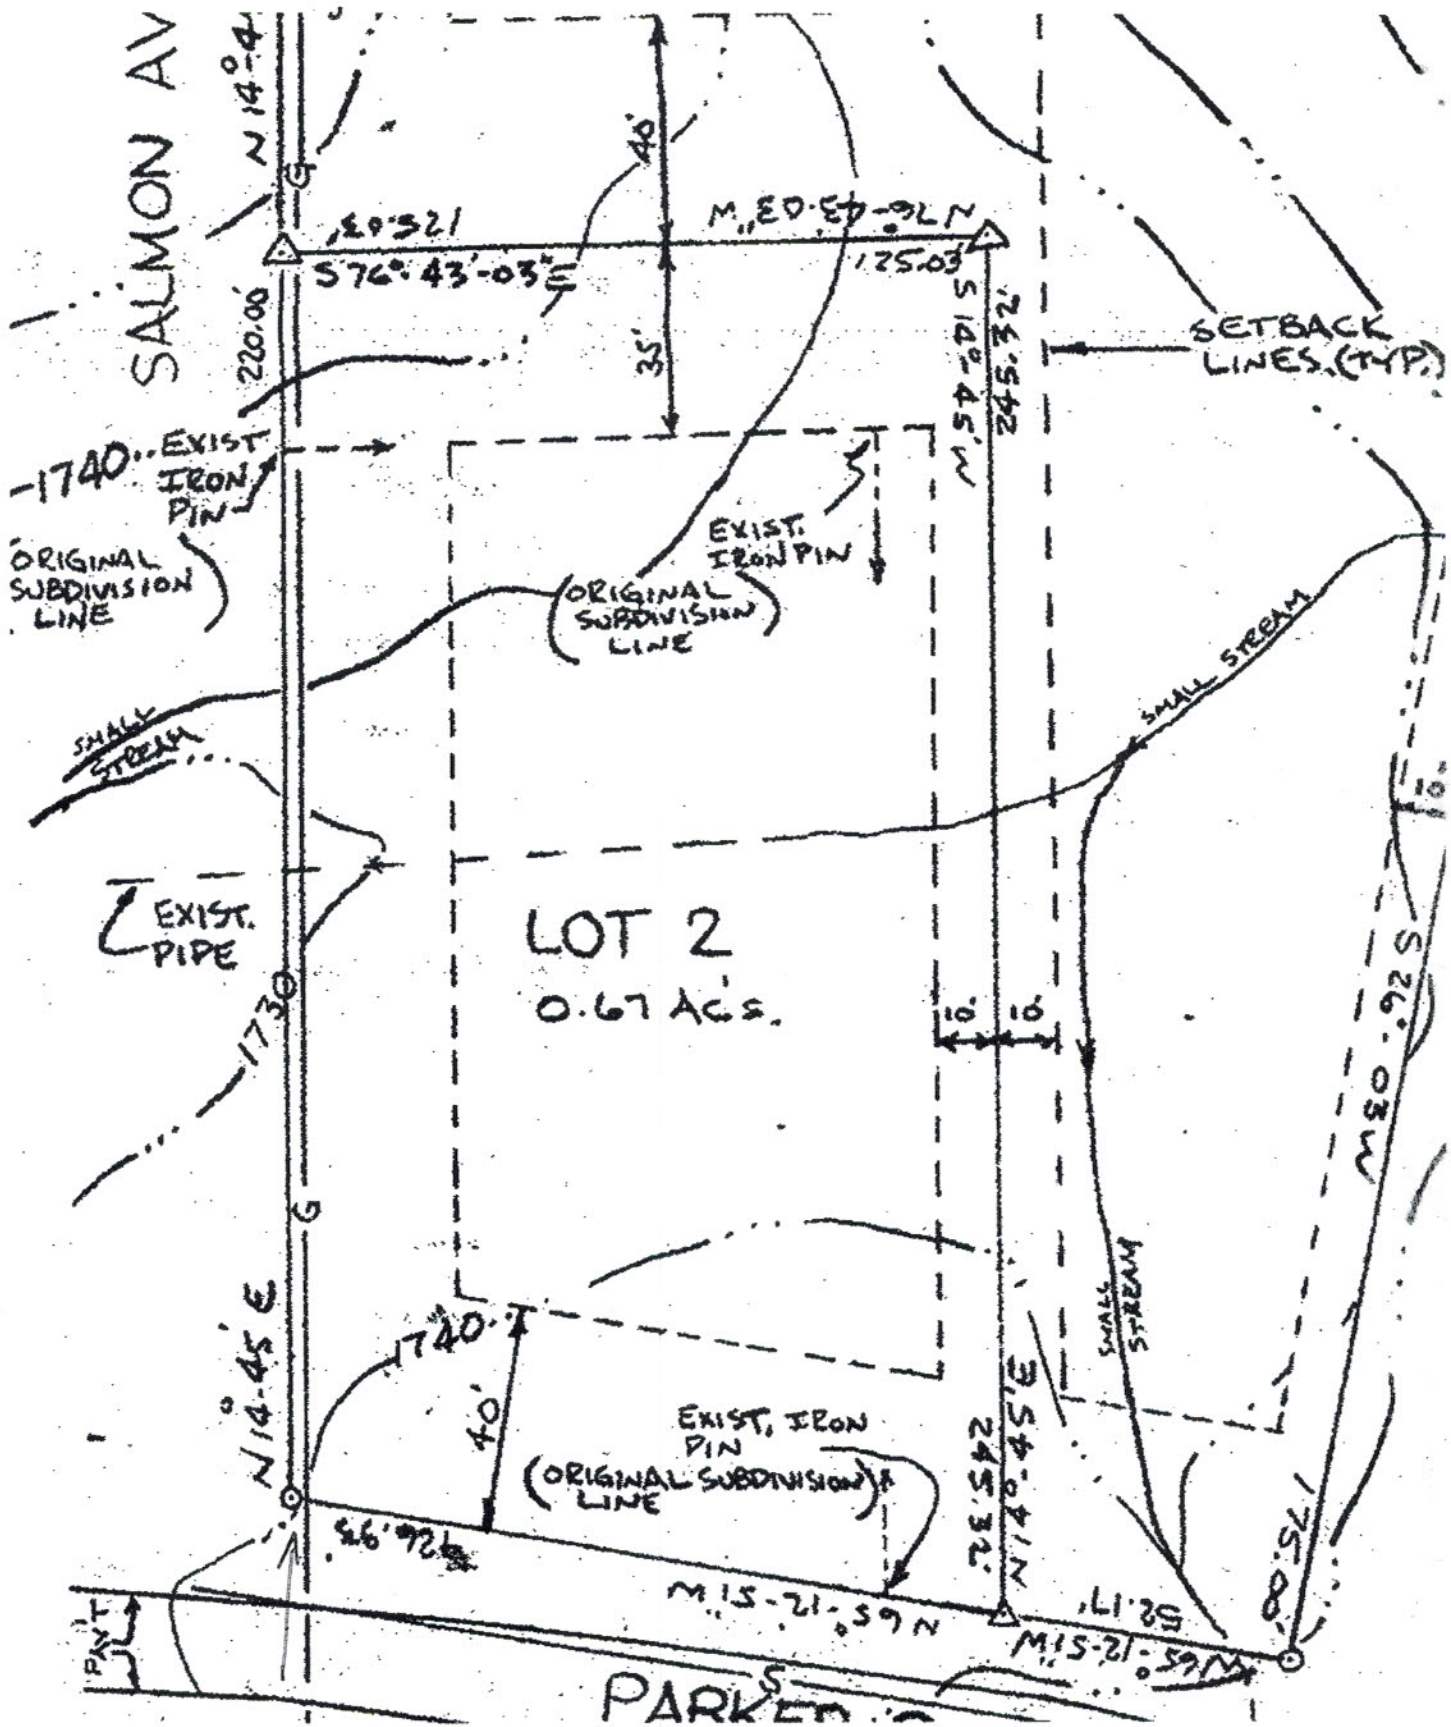 SALMON AV
N 14°-4
G
40'
125.03'
N 76°-43'-03" W
S 76°-43'-03" E
125.03'
220.00'
35'
S 14°-45' W
245.32'
SETBACK
LINES. (TYP.)
-1740
EXIST
IRON
PIN
ORIGINAL
SUBDIVISION
LINE)
EXIST.
IRON PIN
(ORIGINAL
SUBDIVISION)
LINE
SMALL
STREAM
SMALL STREAM
10'
EXIST.
PIPE
LOT 2
0.67 AC'S.
1730
10'
10'
S 26°-03 W
G
N 14°-45' E
1740
40'
SMALL
STREAM
EXIST. IRON
PIN
(ORIGINAL SUBDIVISION)
LINE
245.32'
N 14°-45' E
N 65°-12-51" W
52.17'
N 65°-12-51" W
175.8
PAV'T
S